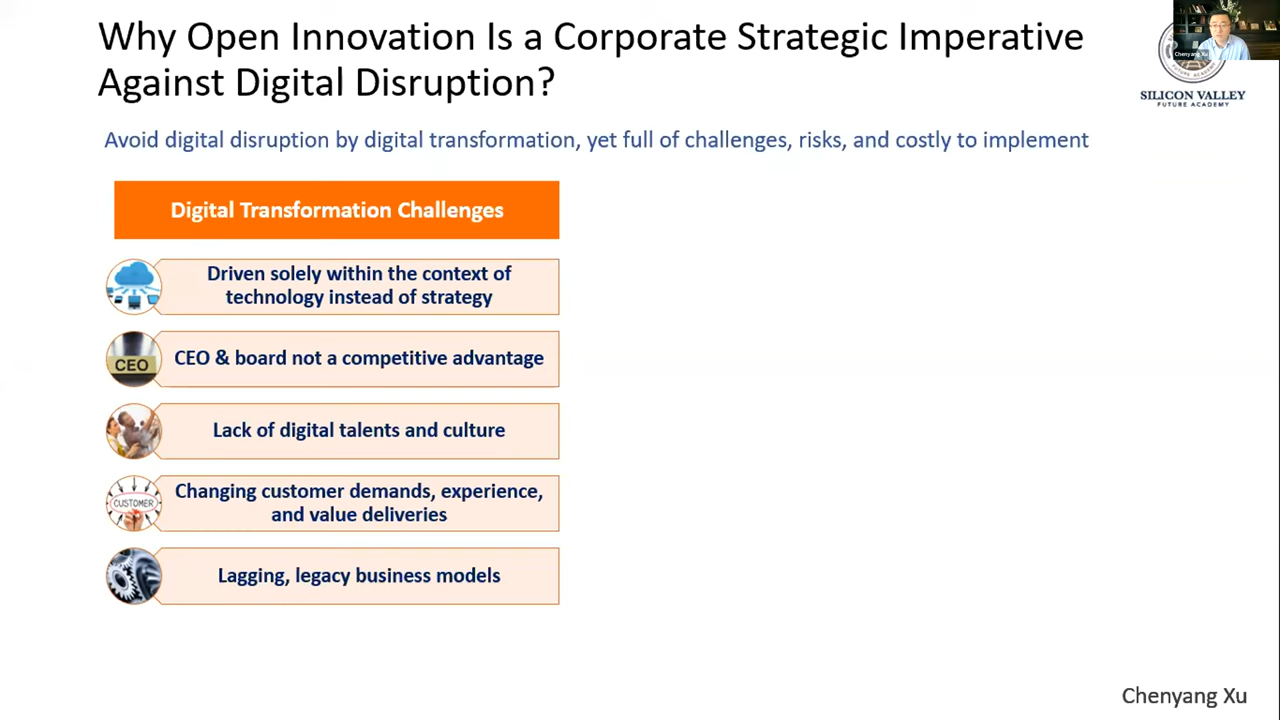 Why Open Innovation Is a Corporate Strategic Imperative
Against Digital Disruption?
Chenyang Xu
SILICON VALLEY
FUTURE ACADEMY
Avoid digital disruption by digital transformation, yet full of challenges, risks, and costly to implement
Digital Transformation Challenges
Driven solely within the context of
technology instead of strategy
CEO
CEO & board not a competitive advantage
Lack of digital talents and culture
CUSTOMER
Changing customer demands, experience,
and value deliveries
Lagging, legacy business models
Chenyang Xu